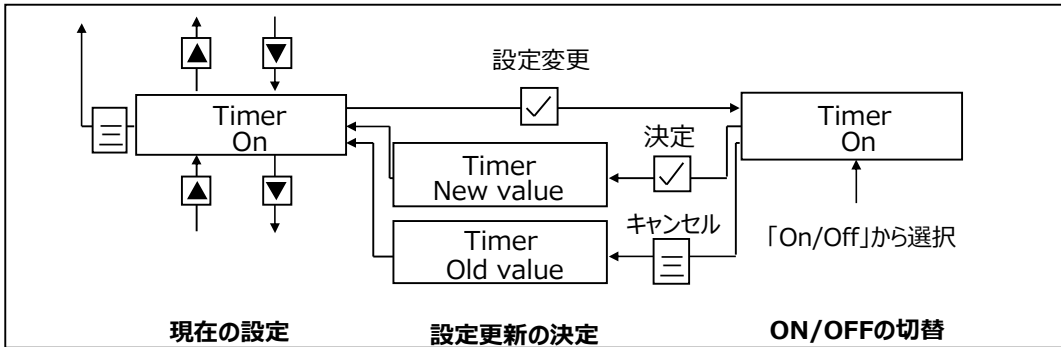 設定変更
Timer
On
Timer
On
決定
Timer
New value
キャンセル
Timer
Old value
「On/Off」から選択
現在の設定
設定更新の決定
ON/OFFの切替